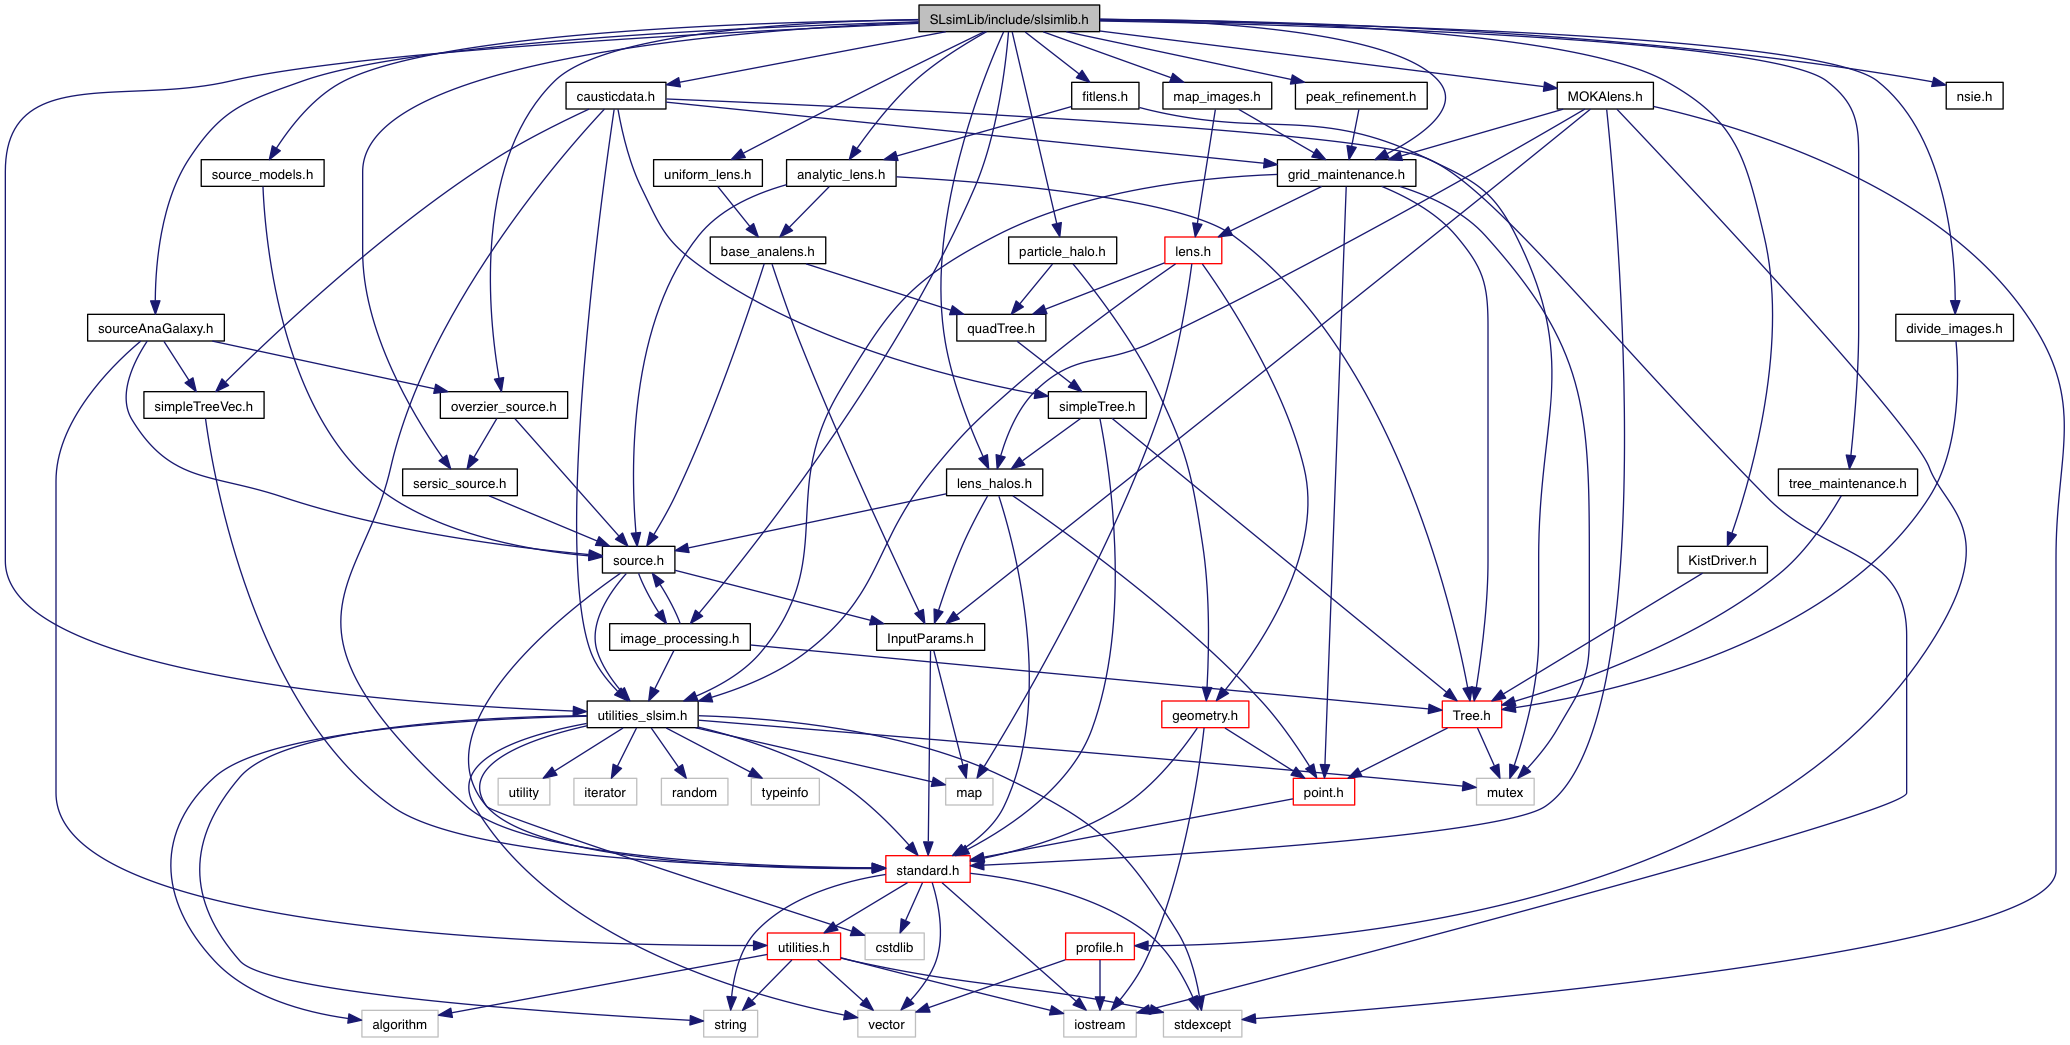 SLsimLib/include/slsimlib.h
causticdata.h
fitlens.h
map_images.h
peak_refinement.h
MOKAlens.h
nsie.h
source_models.h
uniform_lens.h
analytic_lens.h
grid_maintenance.h
base_analens.h
particle_halo.h
lens.h
sourceAnaGalaxy.h
quadTree.h
divide_images.h
simpleTreeVec.h
overzier_source.h
simpleTree.h
sersic_source.h
lens_halos.h
tree_maintenance.h
source.h
KistDriver.h
image_processing.h
InputParams.h
utilities_slsim.h
geometry.h
Tree.h
utility
iterator
random
typeinfo
map
point.h
mutex
standard.h
utilities.h
cstdlib
profile.h
algorithm
string
vector
iostream
stdexcept